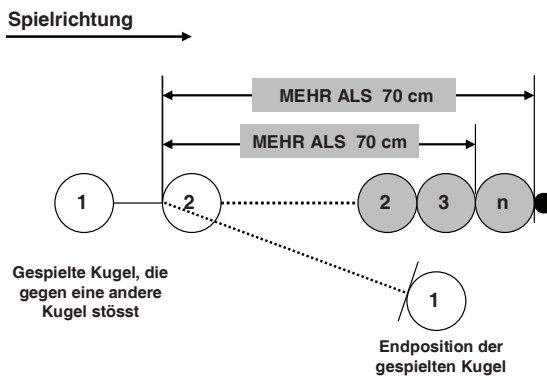 Spielrichtung
MEHR ALS 70 cm
MEHR ALS 70 cm
1
2
2
3
n
Gespielte Kugel, die
gegen eine andere
Kugel stösst
1
Endposition der
gespielten Kugel